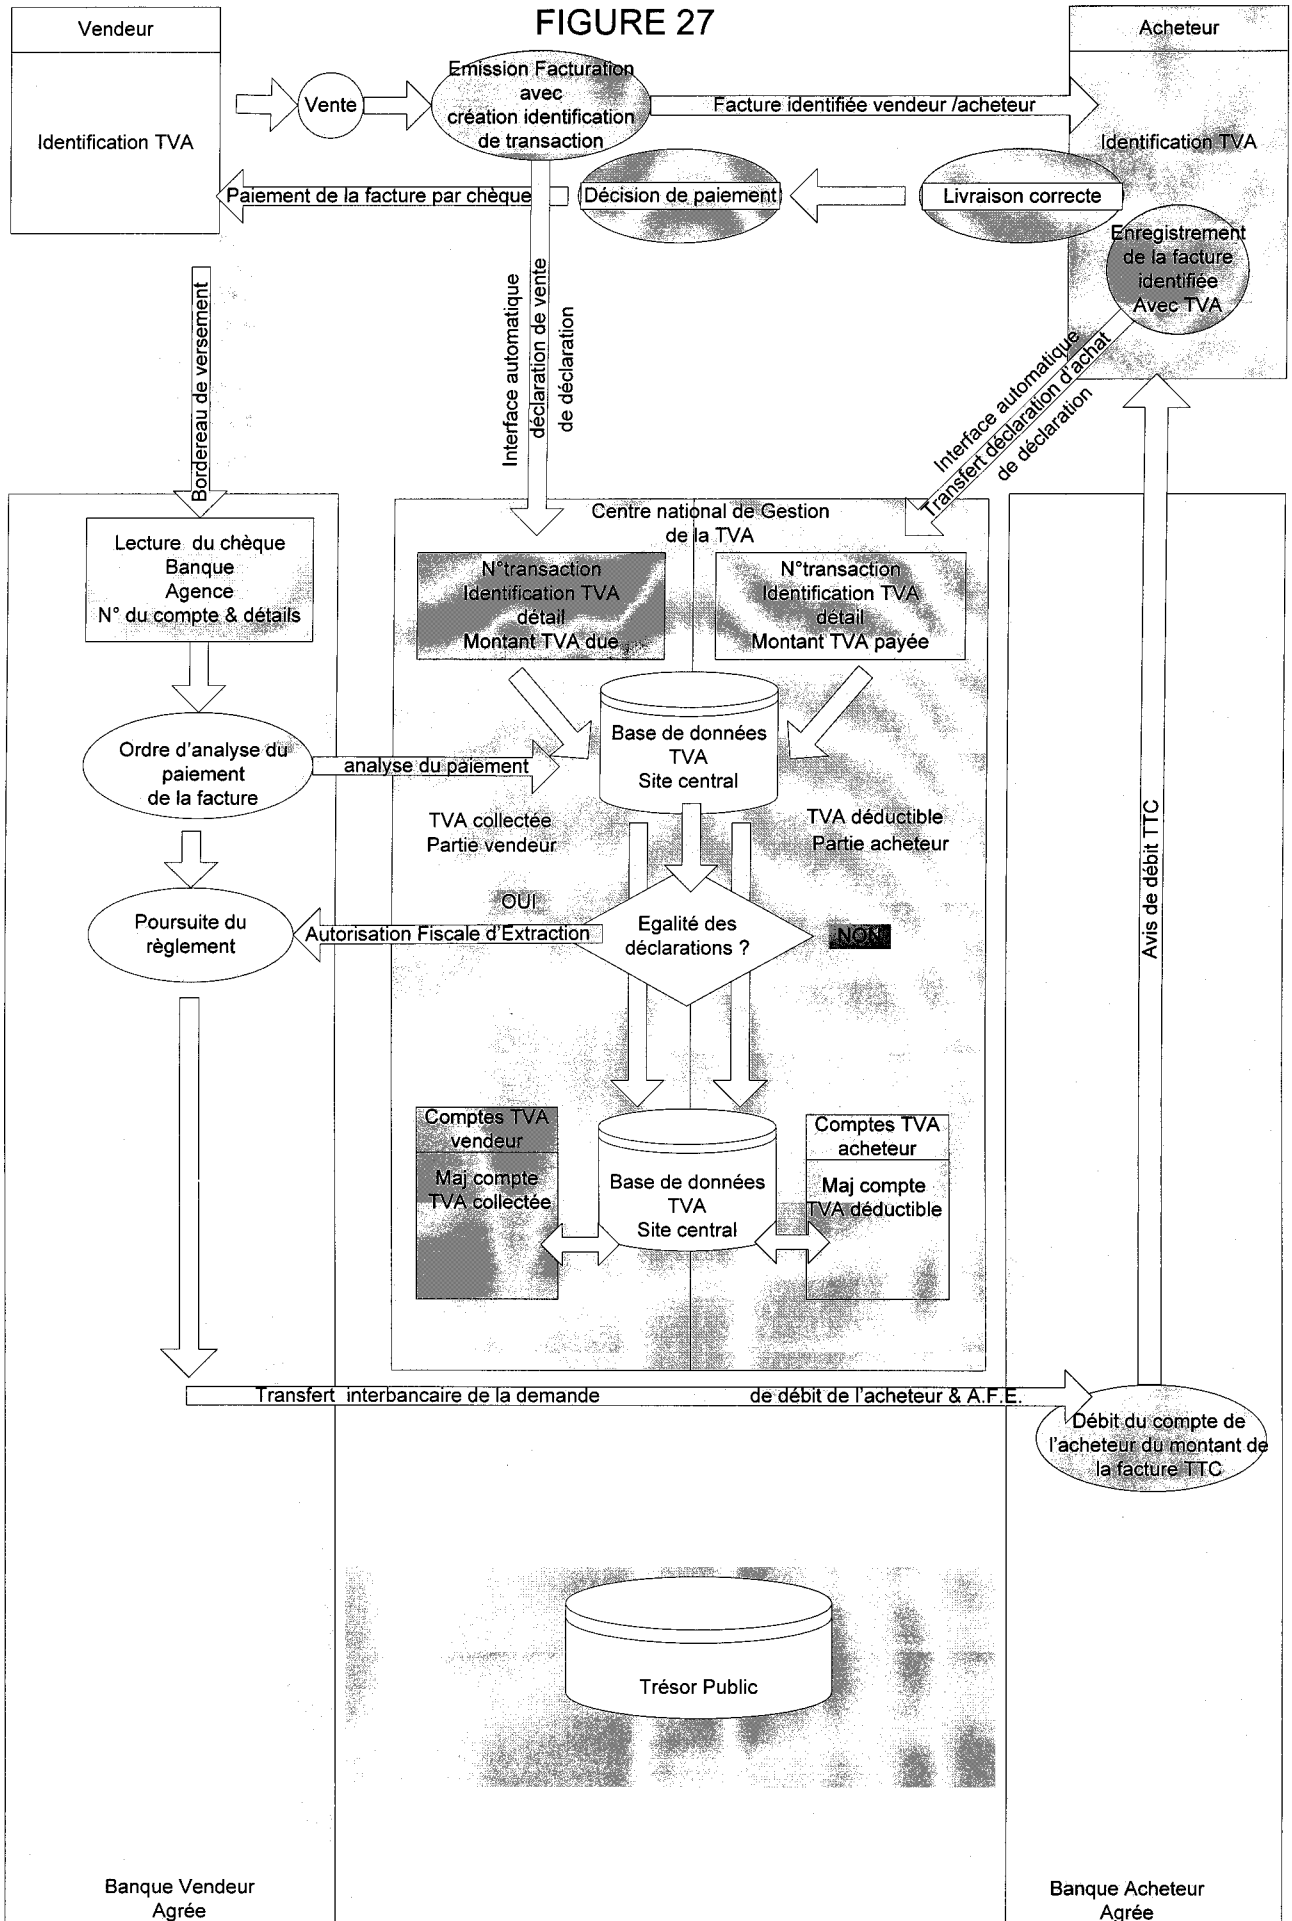 FIGURE 27
Vendeur
Identification TVA
Vente
Emission Facturation
avec
création identification
de transaction
Facture identifiée vendeur /acheteur
Acheteur
Identification TVA
Paiement de la facture par chèque
Décision de paiement
Livraison correcte
Enregistrement
de la facture
identifiée
Avec TVA
Bordereau de versement
Interface automatique
déclaration de vente
de déclaration
Interface automatique
Transfert déclaration d'achat
de déclaration
Lecture du chèque
Banque
Agence
N° du compte & détails
Centre national de Gestion
de la TVA
N°transaction
Identification TVA
détail
Montant TVA due
N°transaction
Identification TVA
détail
Montant TVA payée
Ordre d'analyse du
paiement
de la facture
analyse du paiement
Base de données
TVA
Site central
TVA collectée
Partie vendeur
TVA déductible
Partie acheteur
Avis de débit TTC
OUI
Poursuite du
règlement
Autorisation Fiscale d'Extraction
Egalité des
déclarations ?
NON
Comptes TVA
vendeur
Maj compte
TVA collectée
Base de données
TVA
Site central
Comptes TVA
acheteur
Maj compte
TVA déductible
Transfert interbancaire de la demande de débit de l'acheteur & A.F.E.
Débit du compte de
l'acheteur du montant de
la facture TTC
Trésor Public
Banque Vendeur
Agrée
Banque Acheteur
Agrée